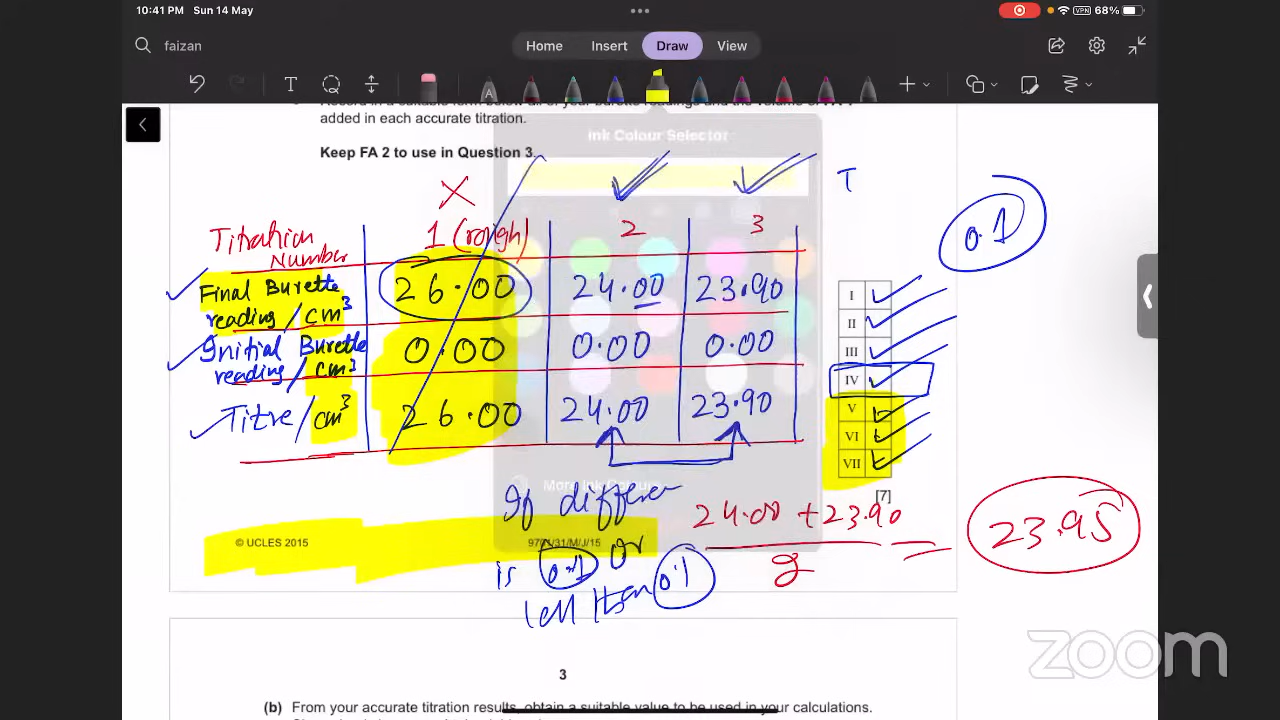 10:41 PM Sun 14 May
VPN 68%
faizan
Home Insert Draw View
T A
added in each accurate titration.
Ink Colour Selector
Keep FA 2 to use in Question 3.
X T
Titration Number 1 (rough) 2 3
0.1
Final Burette reading / cm³ 26.00 24.00 23.90
Initial Burette reading / cm³ 0.00 0.00 0.00
Titre / cm³ 26.00 24.00 23.90
I
II
III
IV
V
VI
VII
[7]
More Ink Colours...
If differen
is 0.1 or
less than 0.1
24.00 + 23.90
2
= 23.95
© UCLES 2015 9701/31/M/J/15
zoom
3
(b) From your accurate titration results, obtain a suitable value to be used in your calculations.